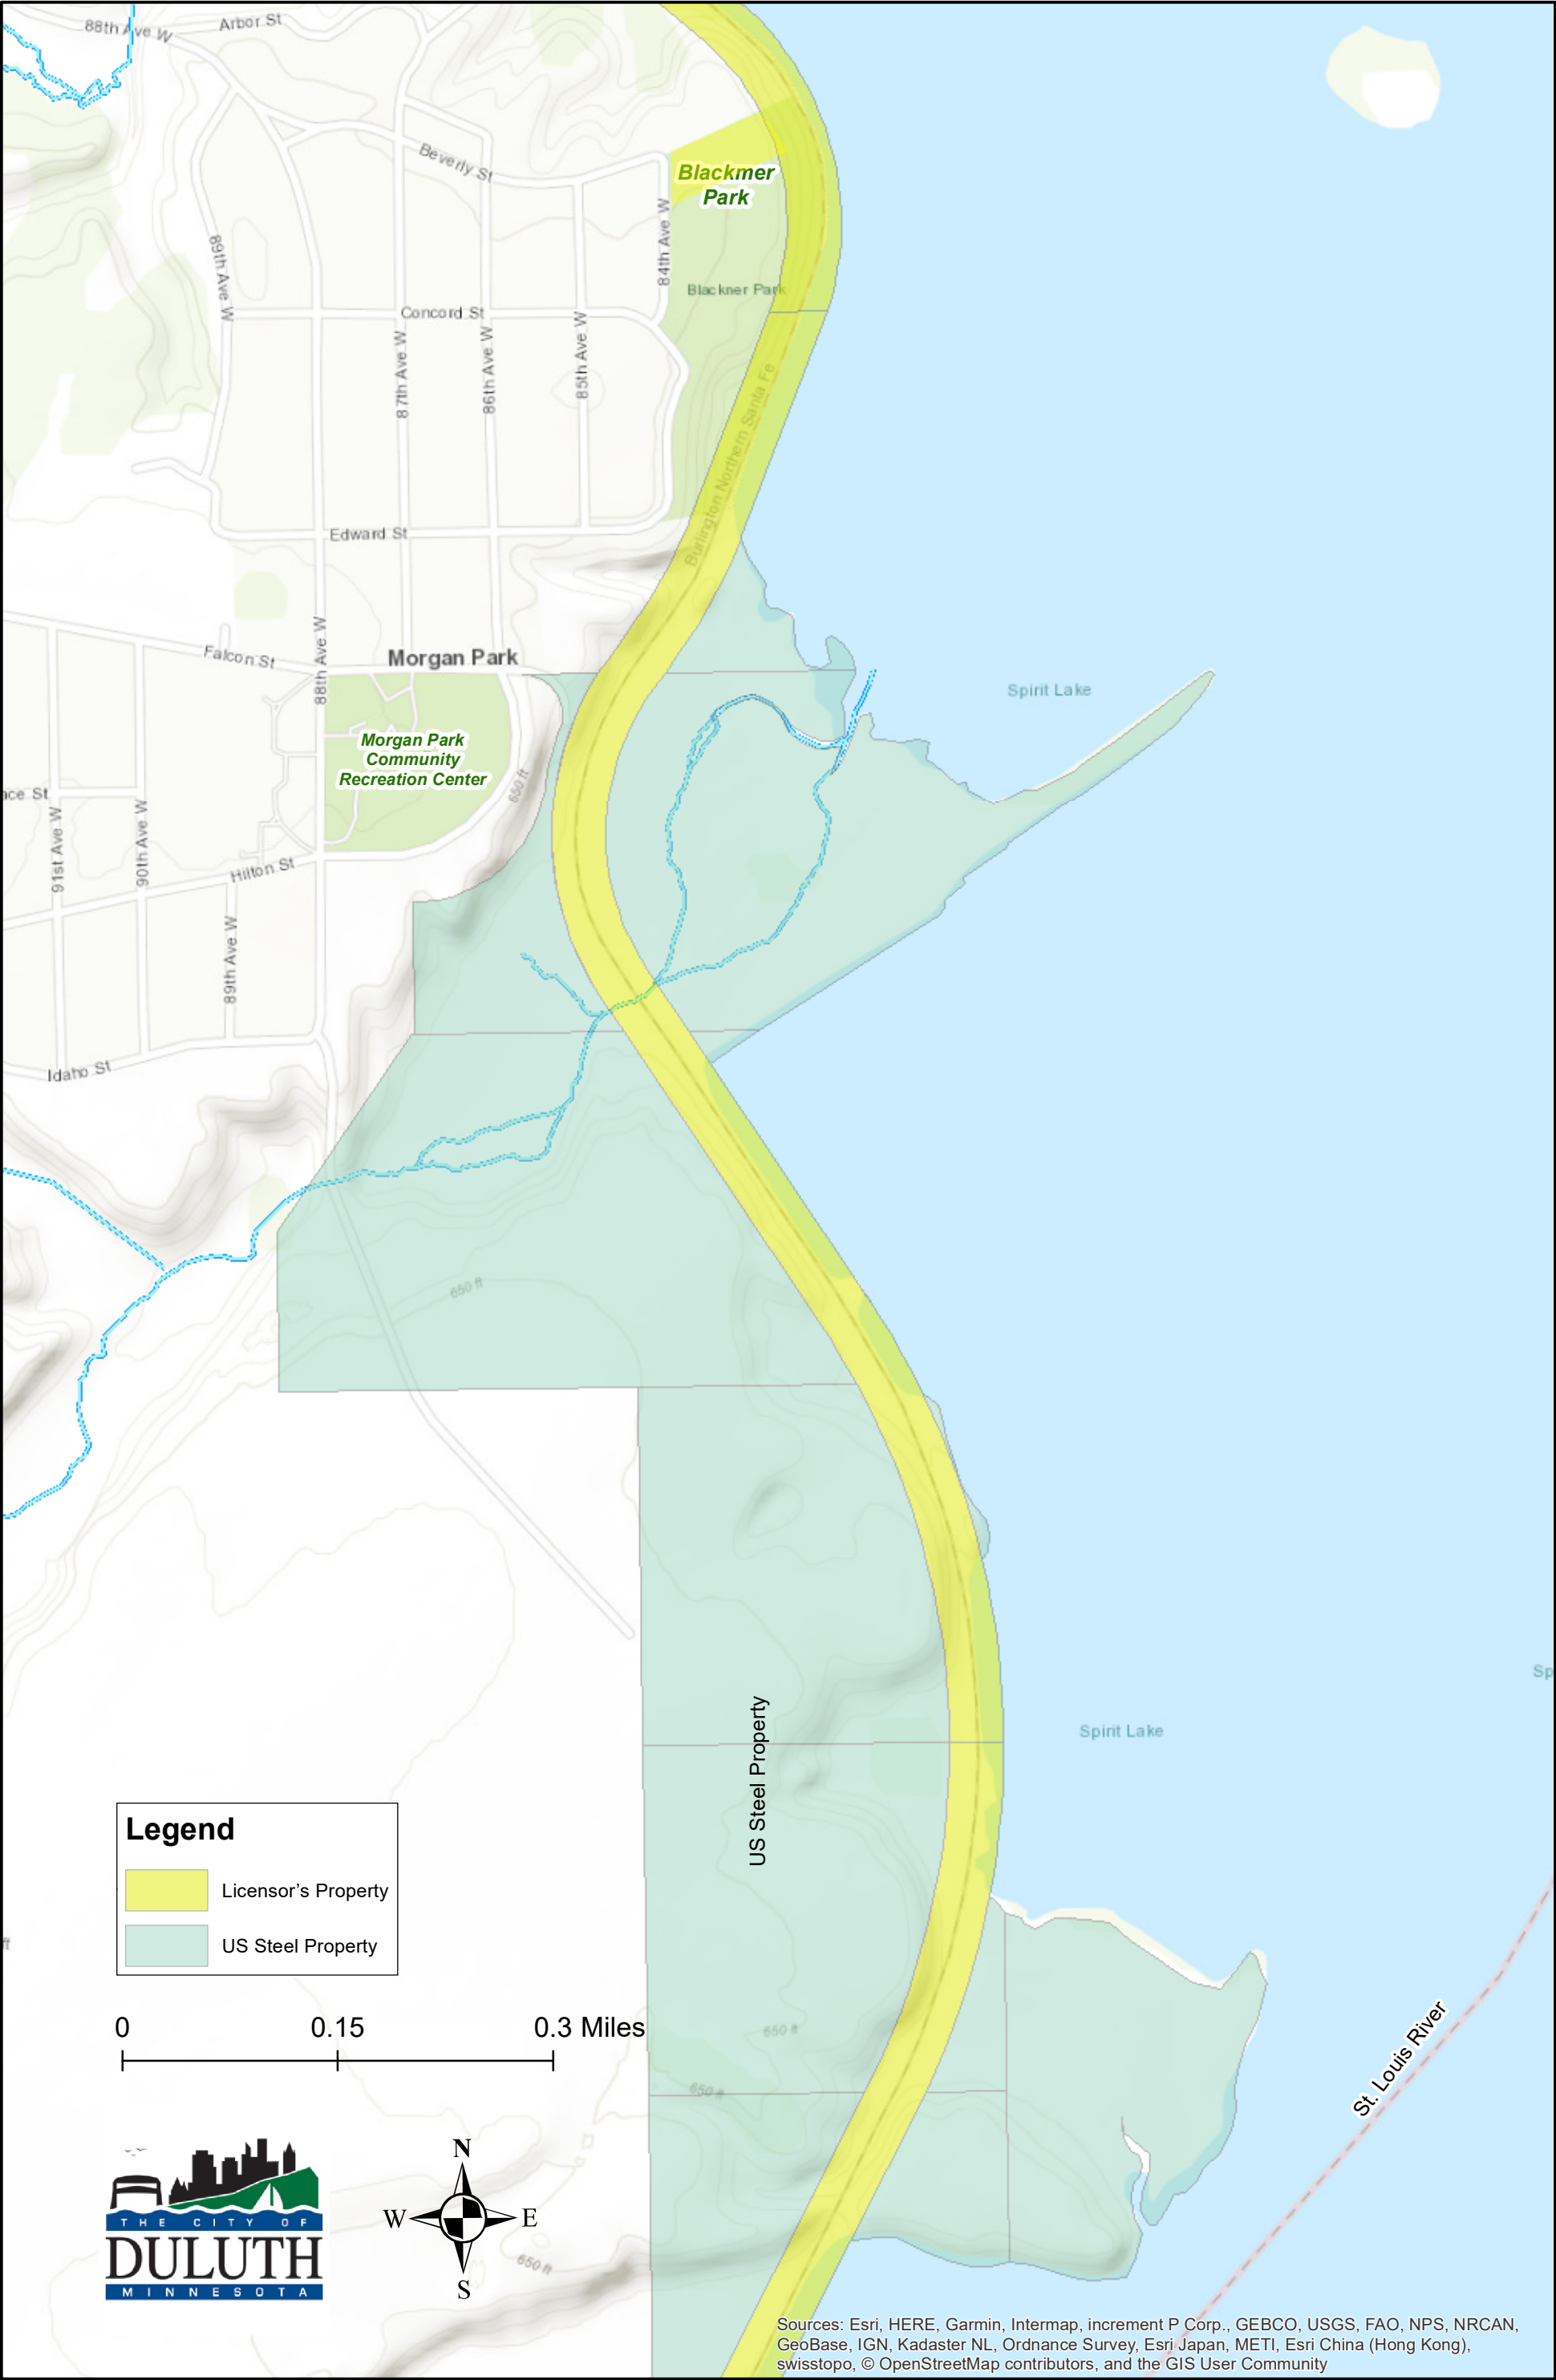 88th Ave W
Arbor St
Beverly St
Blackmer
Park
84th Ave W
89th Ave W
Blackner Park
Concord St
87th Ave W
86th Ave W
85th Ave W
Burlington Northern Santa Fe
Edward St
88th Ave W
Falcon St
Morgan Park
Spirit Lake
Morgan Park
Community
Recreation Center
650 ft
ace St
91st Ave W
90th Ave W
Hilton St
89th Ave W
Idaho St
650 ft
Sp
US Steel Property
Spirit Lake
Legend
Licensor’s Property
US Steel Property
ft
0 0.15 0.3 Miles
650 ft
650 ft
St. Louis River
THE CITY OF
DULUTH
MINNESOTA
N
W E
S
650 ft
Sources: Esri, HERE, Garmin, Intermap, increment P Corp., GEBCO, USGS, FAO, NPS, NRCAN,
GeoBase, IGN, Kadaster NL, Ordnance Survey, Esri Japan, METI, Esri China (Hong Kong),
swisstopo, © OpenStreetMap contributors, and the GIS User Community